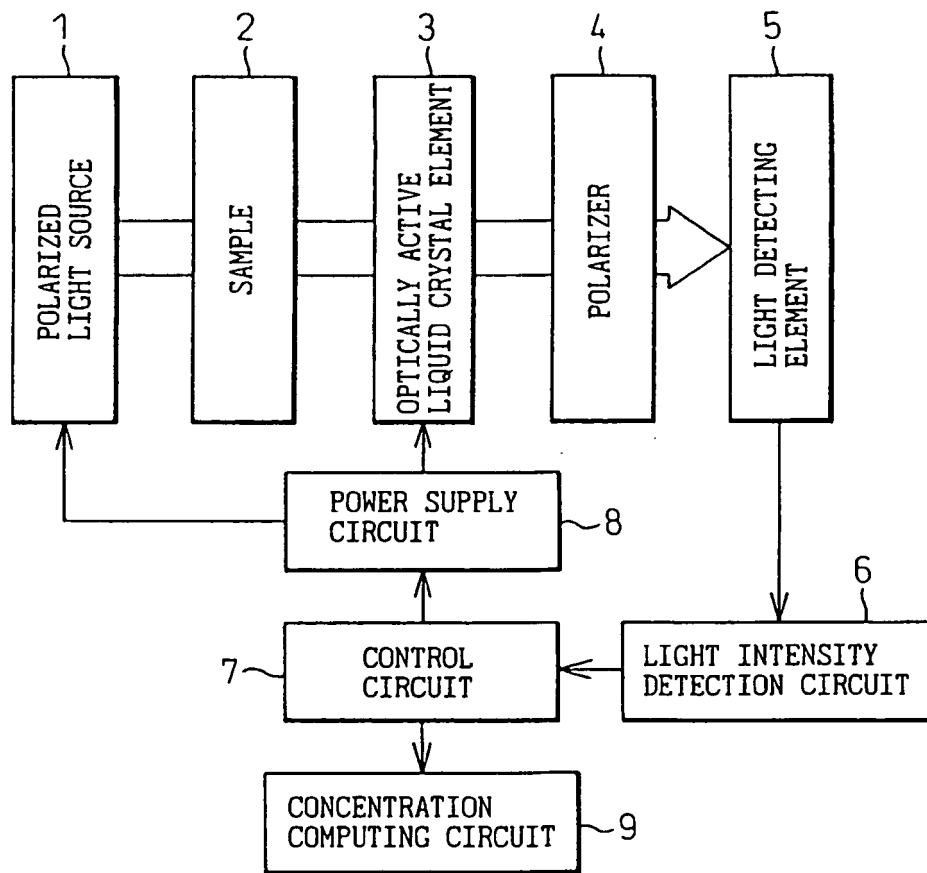 1
2
3
4
5
POLARIZED
LIGHT SOURCE
SAMPLE
OPTICALLY ACTIVE
LIQUID CRYSTAL ELEMENT
POLARIZER
LIGHT DETECTING
ELEMENT
POWER SUPPLY
CIRCUIT
8
6
7
CONTROL
CIRCUIT
LIGHT INTENSITY
DETECTION CIRCUIT
CONCENTRATION
COMPUTING CIRCUIT
9